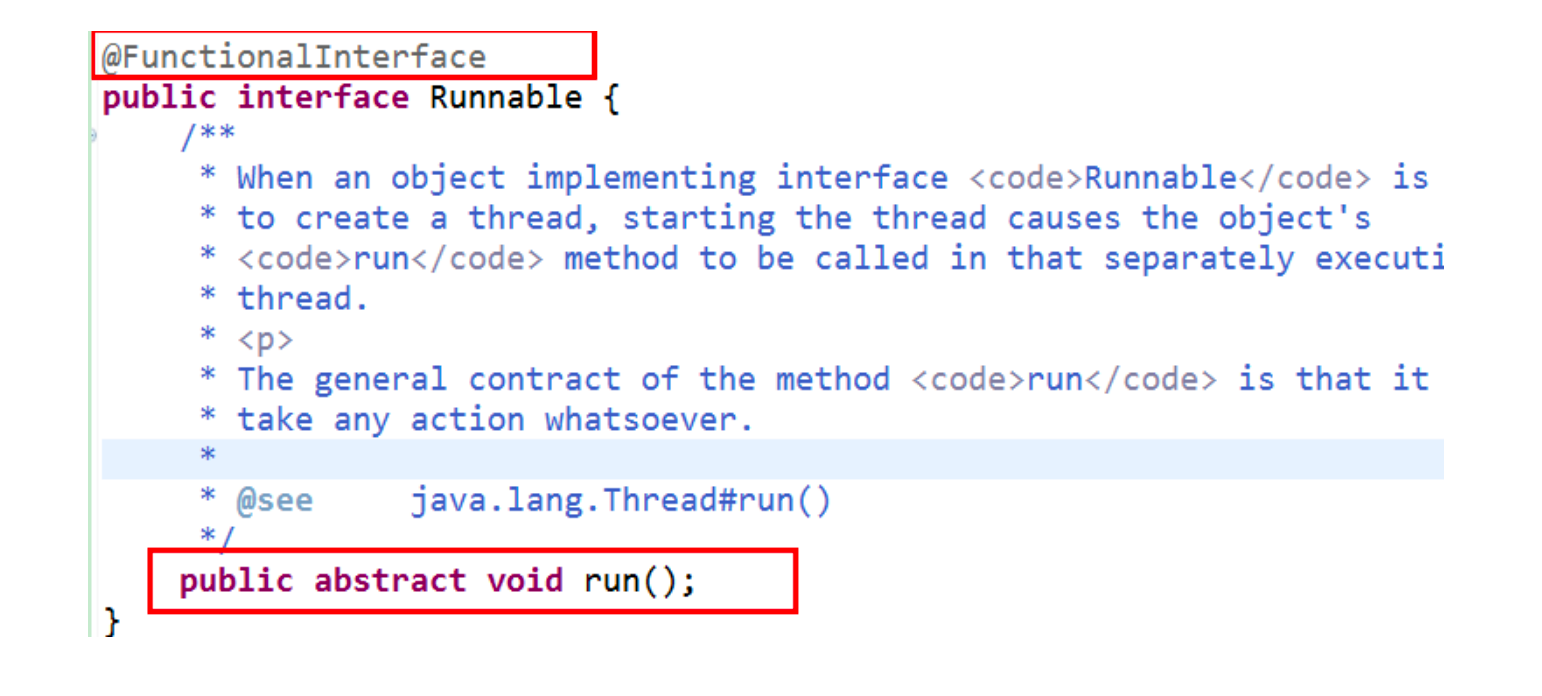 @FunctionalInterface
public interface Runnable {
/**
* When an object implementing interface <code>Runnable</code> is
* to create a thread, starting the thread causes the object's
* <code>run</code> method to be called in that separately executi
* thread.
* <p>
* The general contract of the method <code>run</code> is that it
* take any action whatsoever.
*
* @see java.lang.Thread#run()
*/
public abstract void run();
}